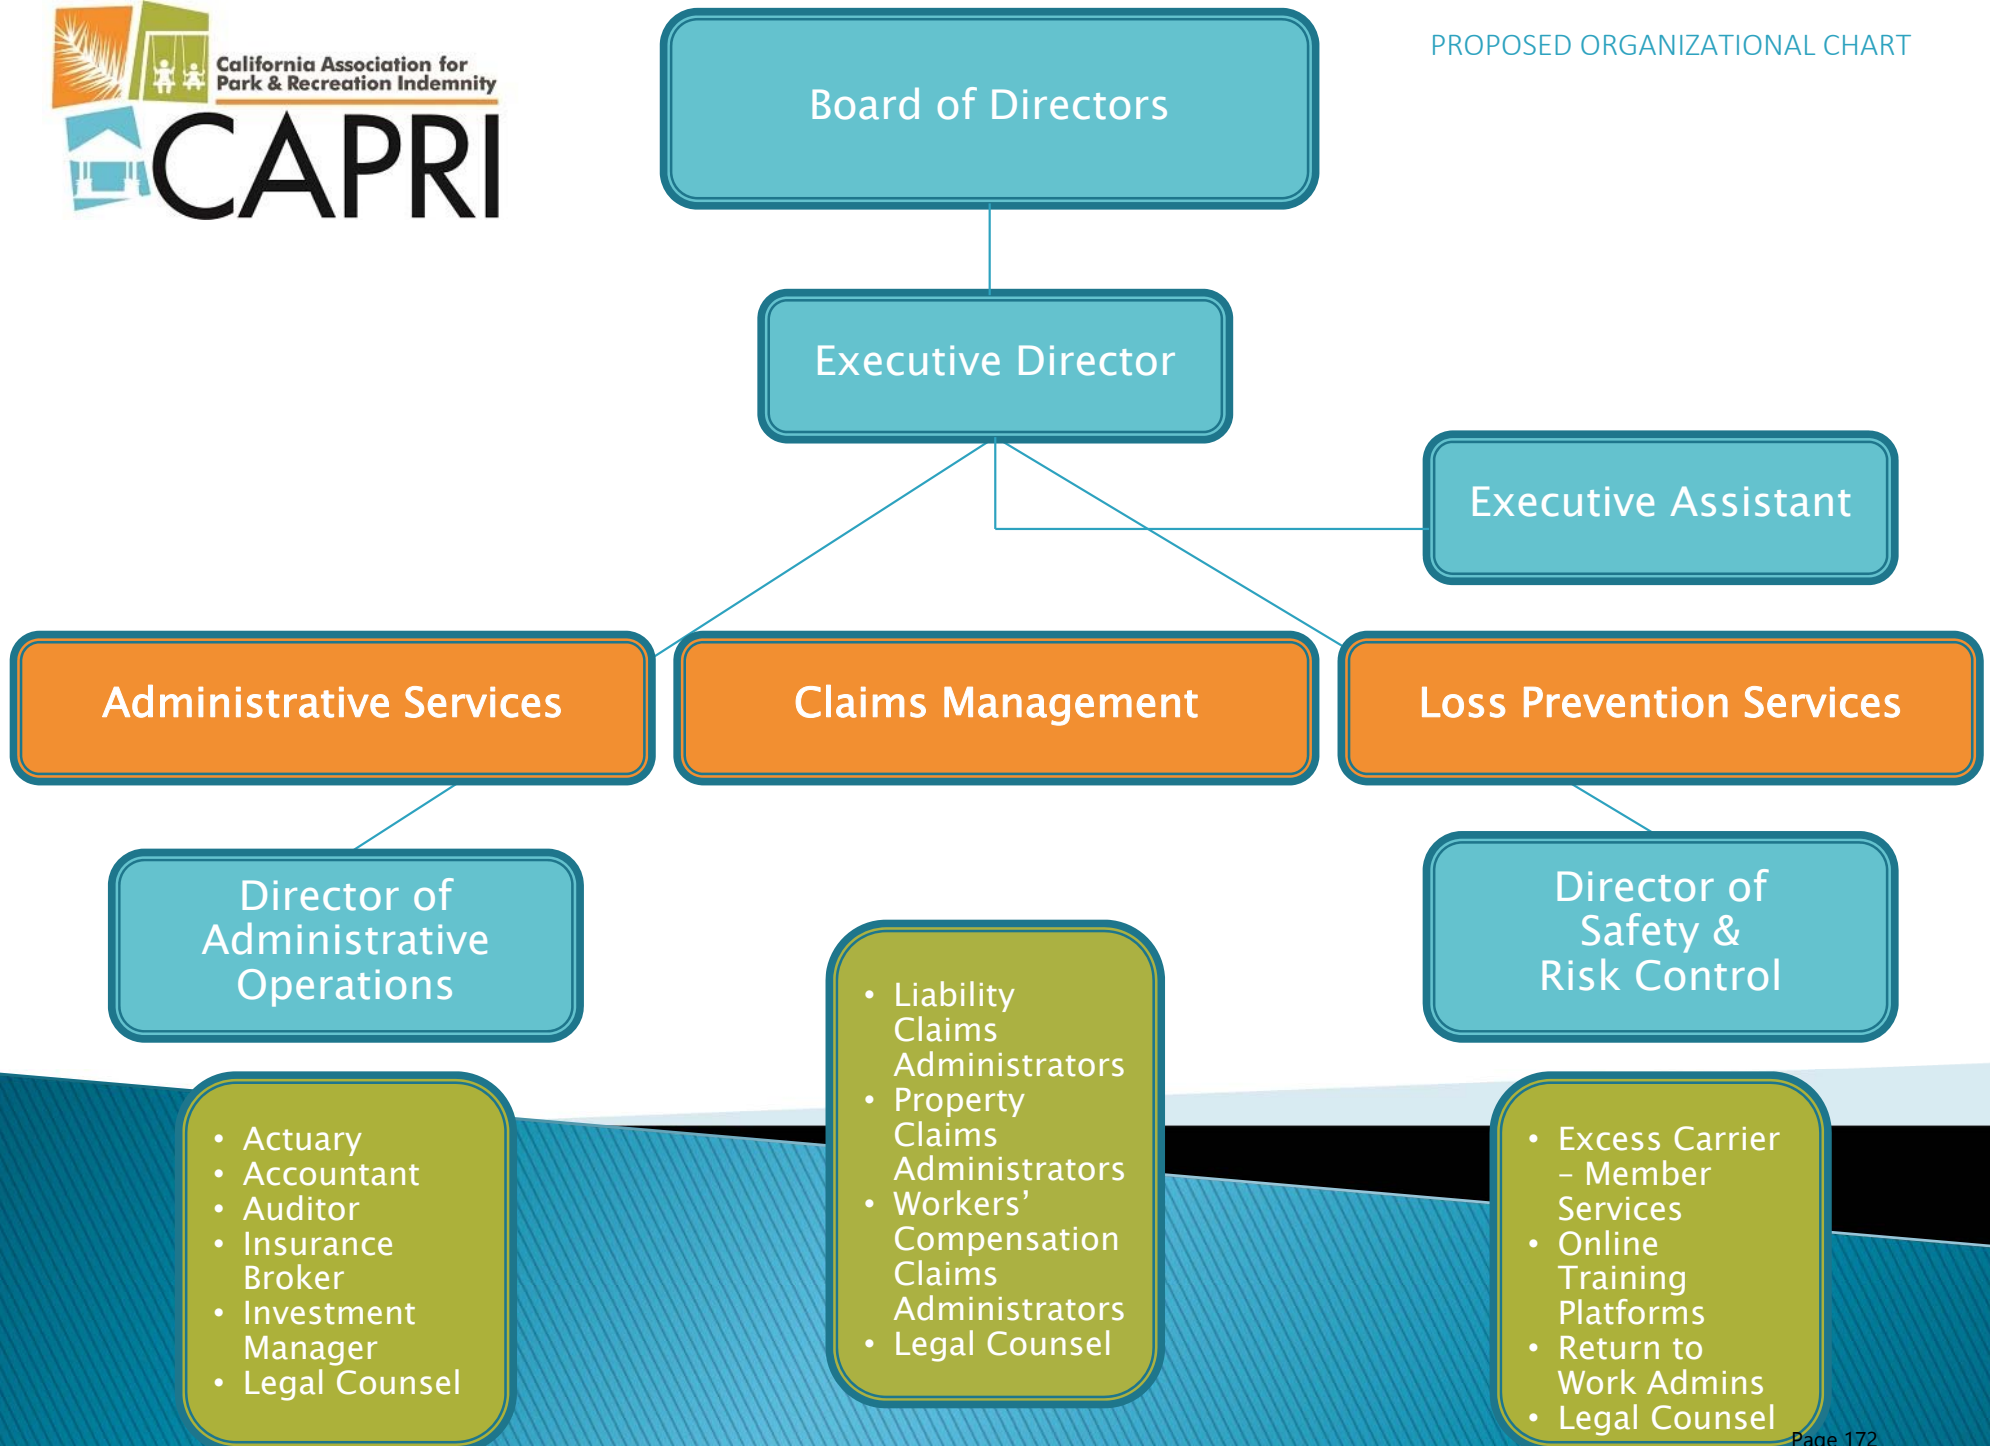 California Association for
Park & Recreation Indemnity
CAPRI
PROPOSED ORGANIZATIONAL CHART
Board of Directors
Executive Director
Executive Assistant
Administrative Services
Claims Management
Loss Prevention Services
Director of
Administrative
Operations
• Actuary
• Accountant
• Auditor
• Insurance
Broker
• Investment
Manager
• Legal Counsel
• Liability
Claims
Administrators
• Property
Claims
Administrators
• Workers’
Compensation
Claims
Administrators
• Legal Counsel
Director of
Safety &
Risk Control
• Excess Carrier
– Member
Services
• Online
Training
Platforms
• Return to
Work Admins
• Legal Counsel
Page 172